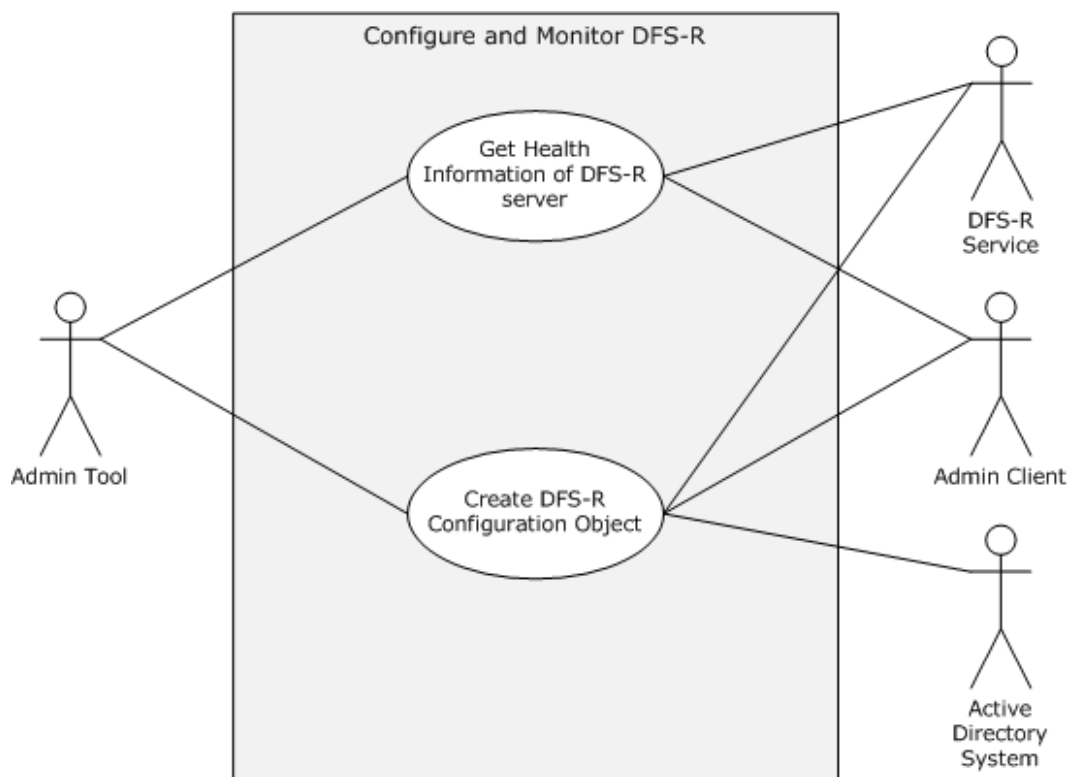 Configure and Monitor DFS-R
Get Health
Information of DFS-R
server
DFS-R
Service
Admin Tool
Admin Client
Create DFS-R
Configuration Object
Active
Directory
System